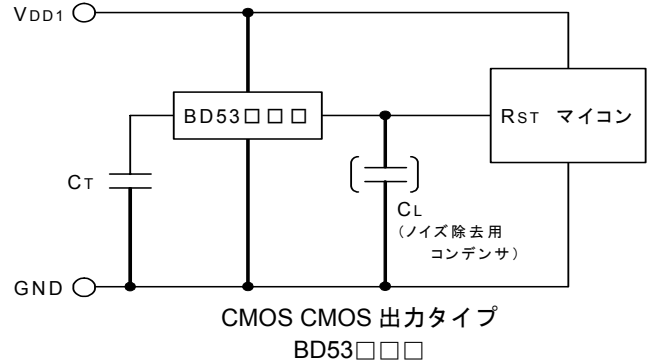 VDD1
BD53□□□
RST マイコン
CT
CL
(ノイズ除去用
コンデンサ)
GND
CMOS CMOS 出力タイプ
BD53□□□